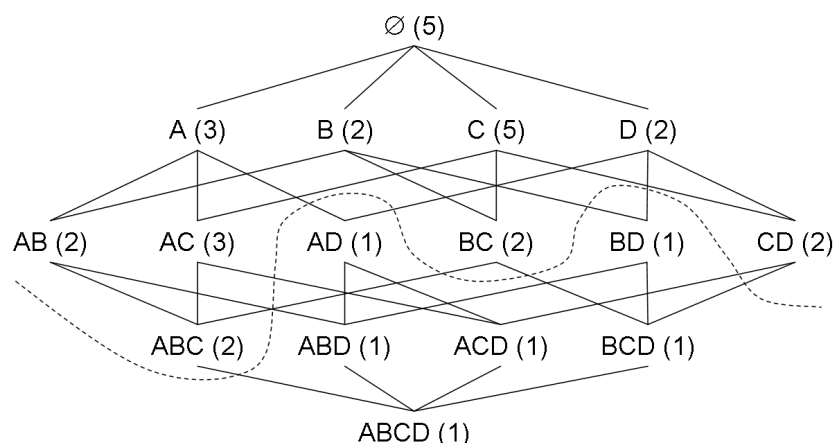 ∅ (5)
A (3) B (2) C (5) D (2)
AB (2) AC (3) AD (1) BC (2) BD (1) CD (2)
ABC (2) ABD (1) ACD (1) BCD (1)
ABCD (1)